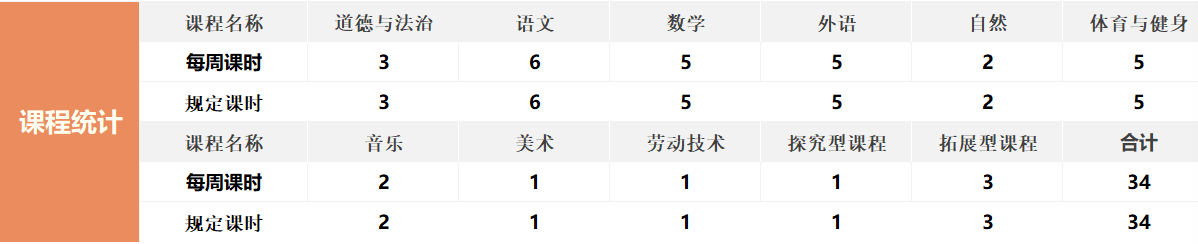 课程统计
课程名称 道德与法治 语文 数学 外语 自然 体育与健身
每周课时 3 6 5 5 2 5
规定课时 3 6 5 5 2 5
课程名称 音乐 美术 劳动技术 探究型课程 拓展型课程 合计
每周课时 2 1 1 1 3 34
规定课时 2 1 1 1 3 34